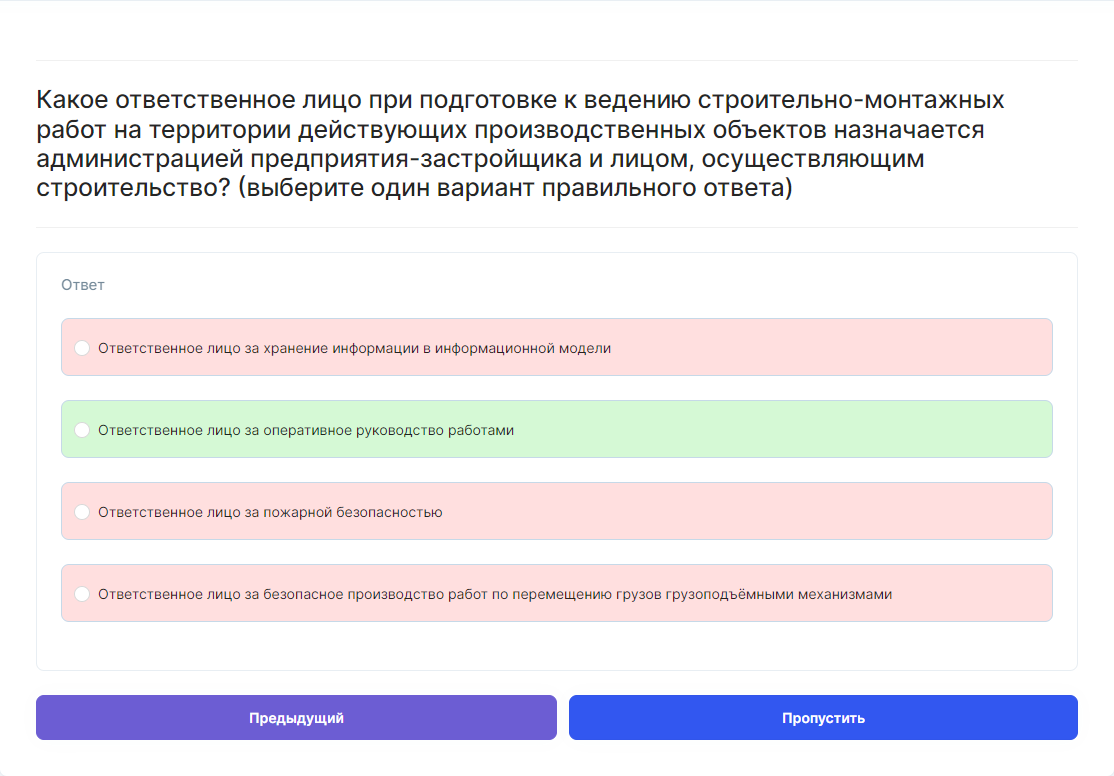 Какое ответственное лицо при подготовке к ведению строительно-монтажных
работ на территории действующих производственных объектов назначается
администрацией предприятия-застройщика и лицом, осуществляющим
строительство? (выберите один вариант правильного ответа)
Ответ
Ответственное лицо за хранение информации в информационной модели
Ответственное лицо за оперативное руководство работами
Ответственное лицо за пожарной безопасностью
Ответственное лицо за безопасное производство работ по перемещению грузов грузоподъёмными механизмами
Предыдущий
Пропустить